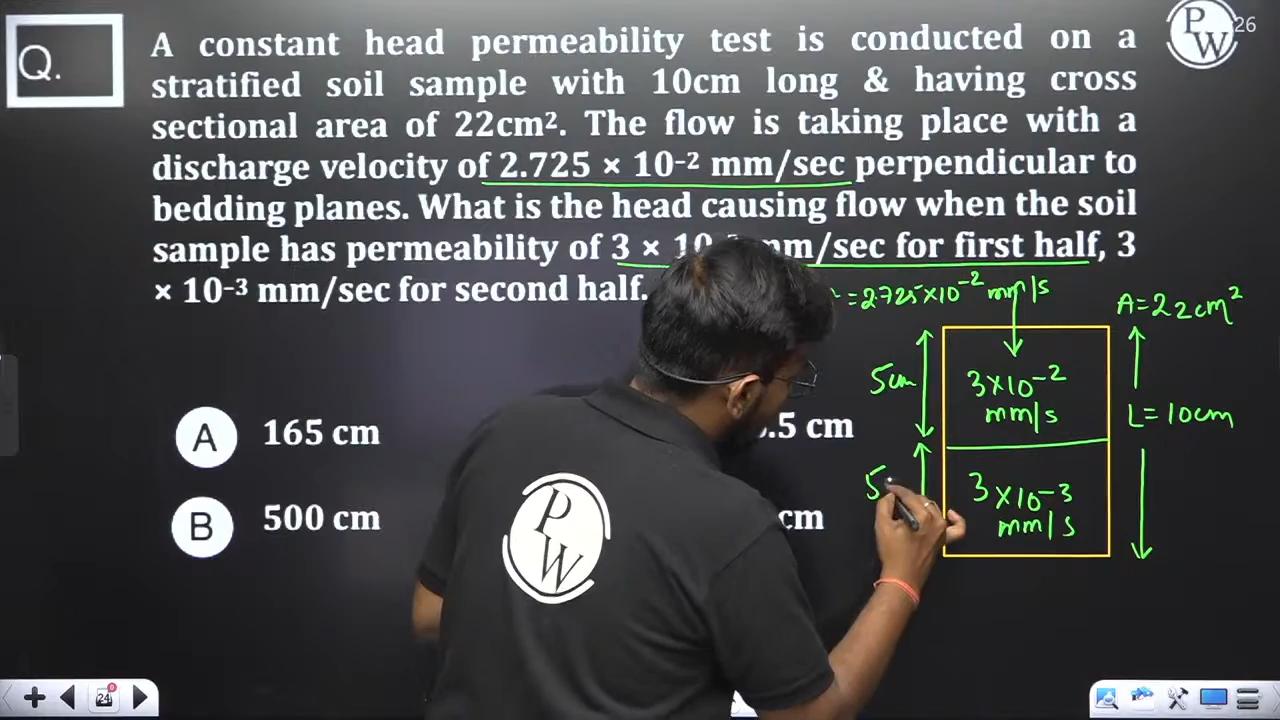 Q.
A constant head permeability test is conducted on a
stratified soil sample with 10cm long & having cross
sectional area of 22cm². The flow is taking place with a
discharge velocity of 2.725 × 10⁻² mm/sec perpendicular to
bedding planes. What is the head causing flow when the soil
sample has permeability of 3 × 10 mm/sec for first half, 3
× 10⁻³ mm/sec for second half.
P
W
26
= 2.725×10⁻² mm/s
A=22cm²
5cm
3×10⁻²
mm/s
L=10cm
5
3×10⁻³
mm/s
A 165 cm
.5 cm
B 500 cm
cm
P
W
24